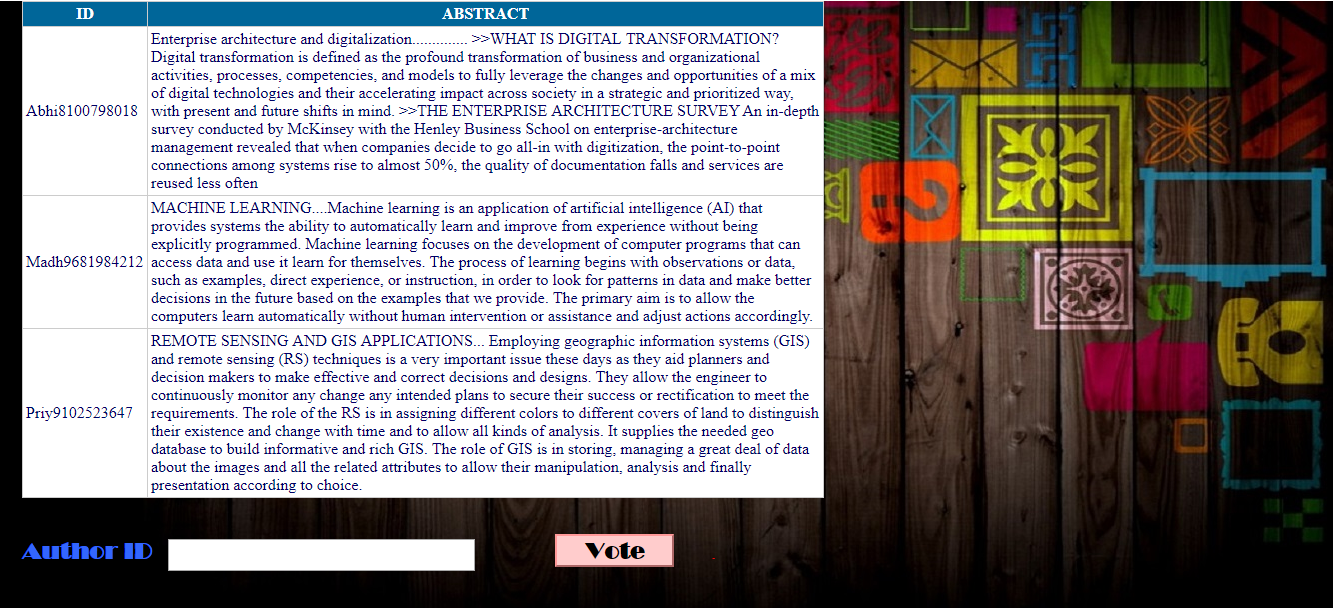 ID ABSTRACT
Enterprise architecture and digitalization.............. >>WHAT IS DIGITAL TRANSFORMATION?
Digital transformation is defined as the profound transformation of business and organizational
activities, processes, competencies, and models to fully leverage the changes and opportunities of a mix
of digital technologies and their accelerating impact across society in a strategic and prioritized way,
Abhi8100798018 with present and future shifts in mind. >>THE ENTERPRISE ARCHITECTURE SURVEY An in-depth
survey conducted by McKinsey with the Henley Business School on enterprise-architecture
management revealed that when companies decide to go all-in with digitization, the point-to-point
connections among systems rise to almost 50%, the quality of documentation falls and services are
reused less often
MACHINE LEARNING....Machine learning is an application of artificial intelligence (AI) that
provides systems the ability to automatically learn and improve from experience without being
explicitly programmed. Machine learning focuses on the development of computer programs that can
Madh9681984212 access data and use it learn for themselves. The process of learning begins with observations or data,
such as examples, direct experience, or instruction, in order to look for patterns in data and make better
decisions in the future based on the examples that we provide. The primary aim is to allow the
computers learn automatically without human intervention or assistance and adjust actions accordingly.
REMOTE SENSING AND GIS APPLICATIONS... Employing geographic information systems (GIS)
and remote sensing (RS) techniques is a very important issue these days as they aid planners and
decision makers to make effective and correct decisions and designs. They allow the engineer to
continuously monitor any change any intended plans to secure their success or rectification to meet the
Priy9102523647 requirements. The role of the RS is in assigning different colors to different covers of land to distinguish
their existence and change with time and to allow all kinds of analysis. It supplies the needed geo
database to build informative and rich GIS. The role of GIS is in storing, managing a great deal of data
about the images and all the related attributes to allow their manipulation, analysis and finally
presentation according to choice.
Author ID Vote